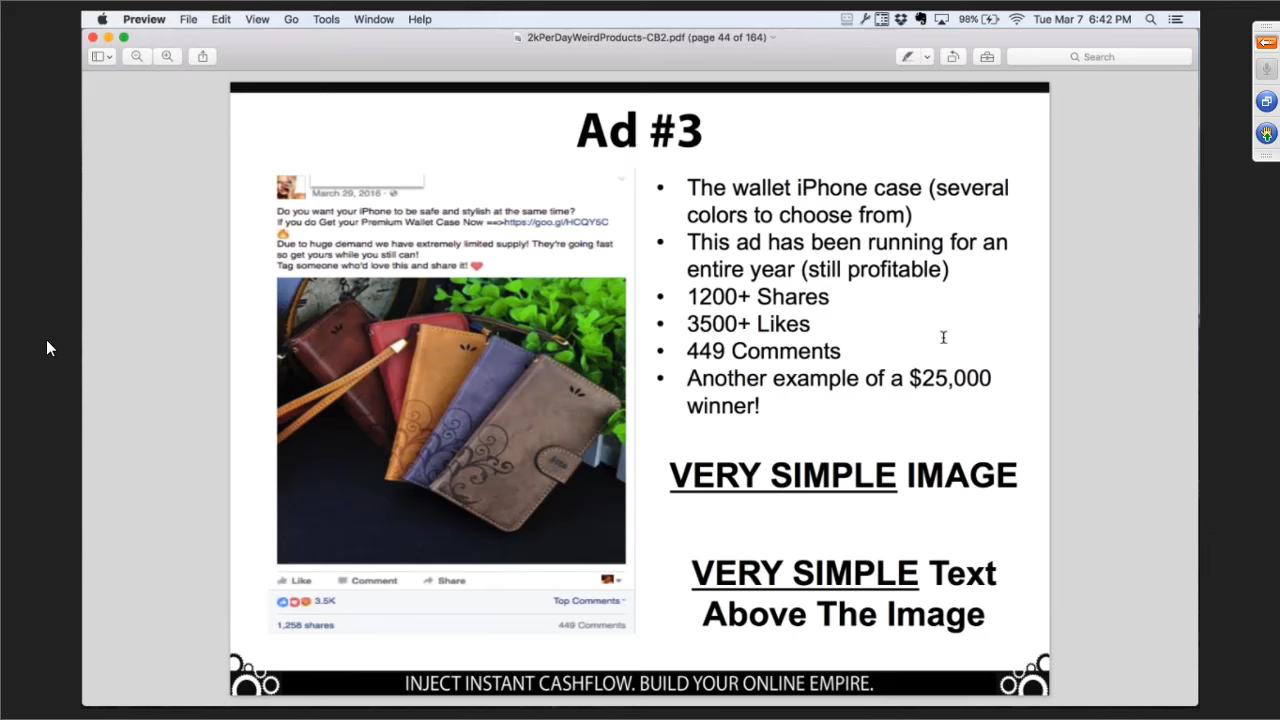 Preview File Edit View Go Tools Window Help 98% Tue Mar 7 6:42 PM
2kPerDayWeirdProducts-CB2.pdf (page 44 of 164)
Search
Ad #3
March 29, 2016
Do you want your iPhone to be safe and stylish at the same time?
If you do Get your Premium Wallet Case Now ==>https://goo.gl/HCQY5C
Due to huge demand we have extremely limited supply! They're going fast
so get yours while you still can!
Tag someone who'd love this and share it!
Like Comment Share
3.5K Top Comments
1,258 shares 449 Comments
• The wallet iPhone case (several
colors to choose from)
• This ad has been running for an
entire year (still profitable)
• 1200+ Shares
• 3500+ Likes
• 449 Comments
• Another example of a $25,000
winner!
VERY SIMPLE IMAGE
VERY SIMPLE Text
Above The Image
INJECT INSTANT CASHFLOW. BUILD YOUR ONLINE EMPIRE.